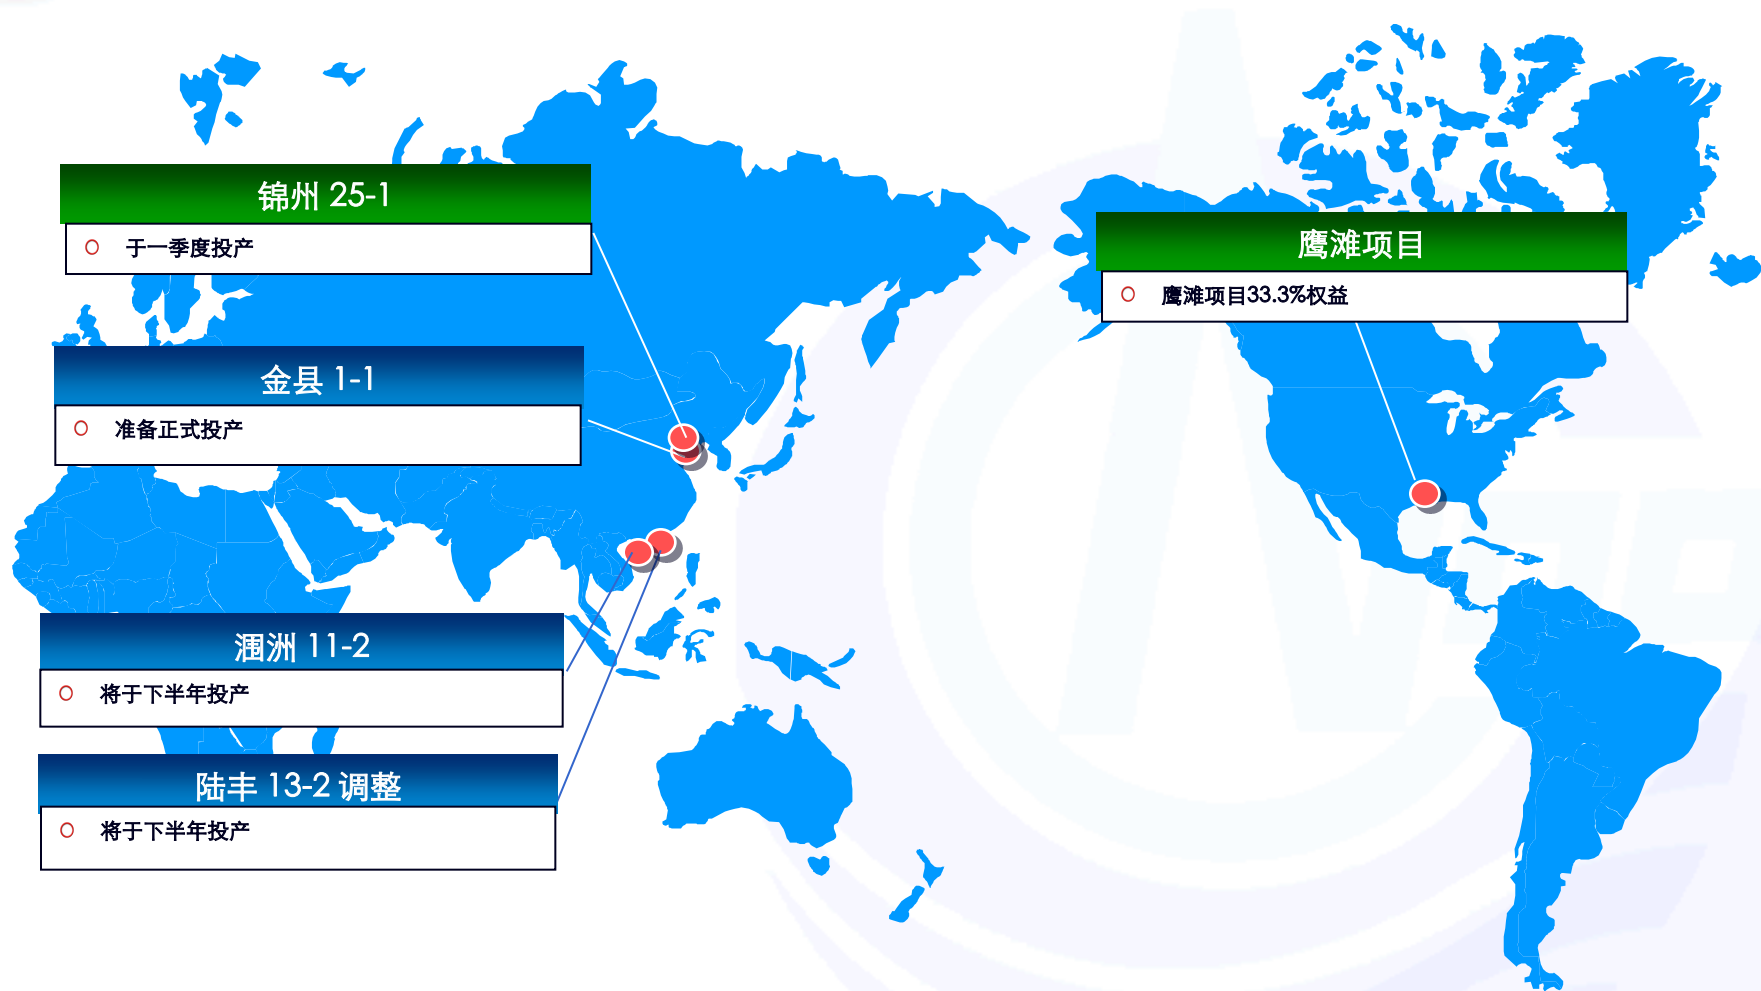 锦州 25-1
于一季度投产
鹰滩项目
鹰滩项目33.3%权益
金县 1-1
准备正式投产
涠洲 11-2
将于下半年投产
陆丰 13-2 调整
将于下半年投产